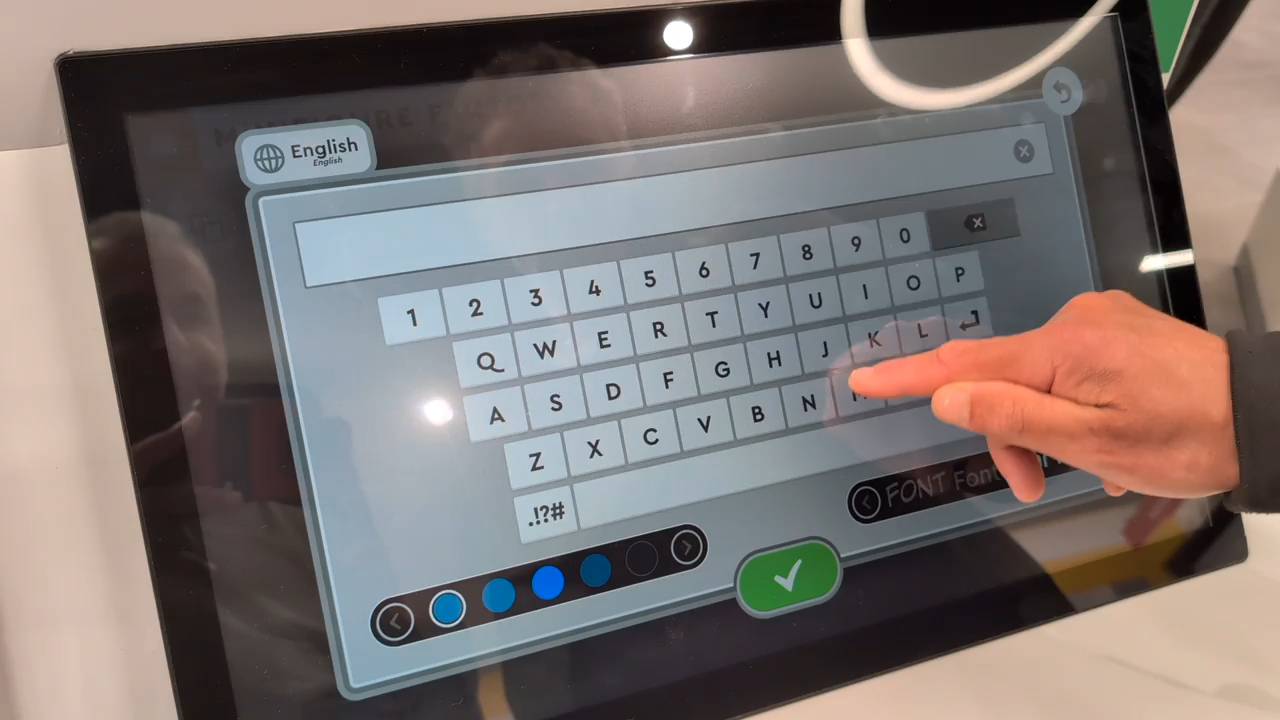 English
English
1 2 3 4 5 6 7 8 9 0
Q W E R T Y U I O P
A S D F G H J K L
Z X C V B N
.!?#
FONT Font